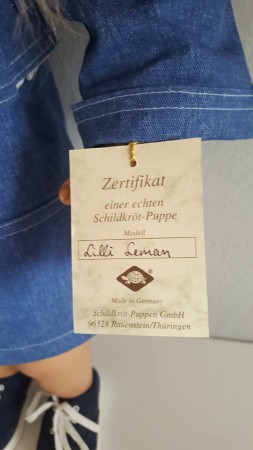 Zertifikat
einer echten
Schildkröt-Puppe
Modell
Lilli Leman
Made in Germany
Schildkröt-Puppen GmbH
96528 Rauenstein/Thüringen